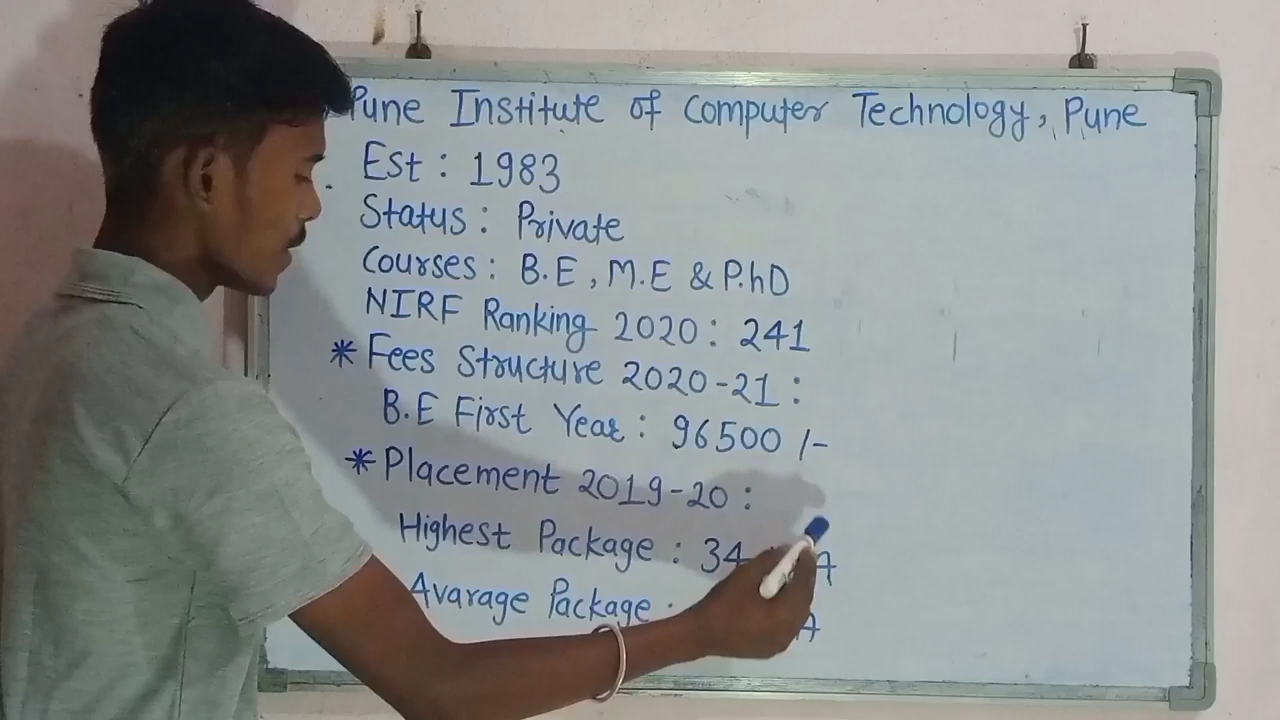 Pune Institute of Computer Technology, Pune
Est : 1983
Status : Private
Courses : B.E , M.E & P.hD
NIRF Ranking 2020 : 241
* Fees Structure 2020-21 :
B.E First Year : 96500 /-
* Placement 2019-20 :
Highest Package : 34 A
Avarage Package : A